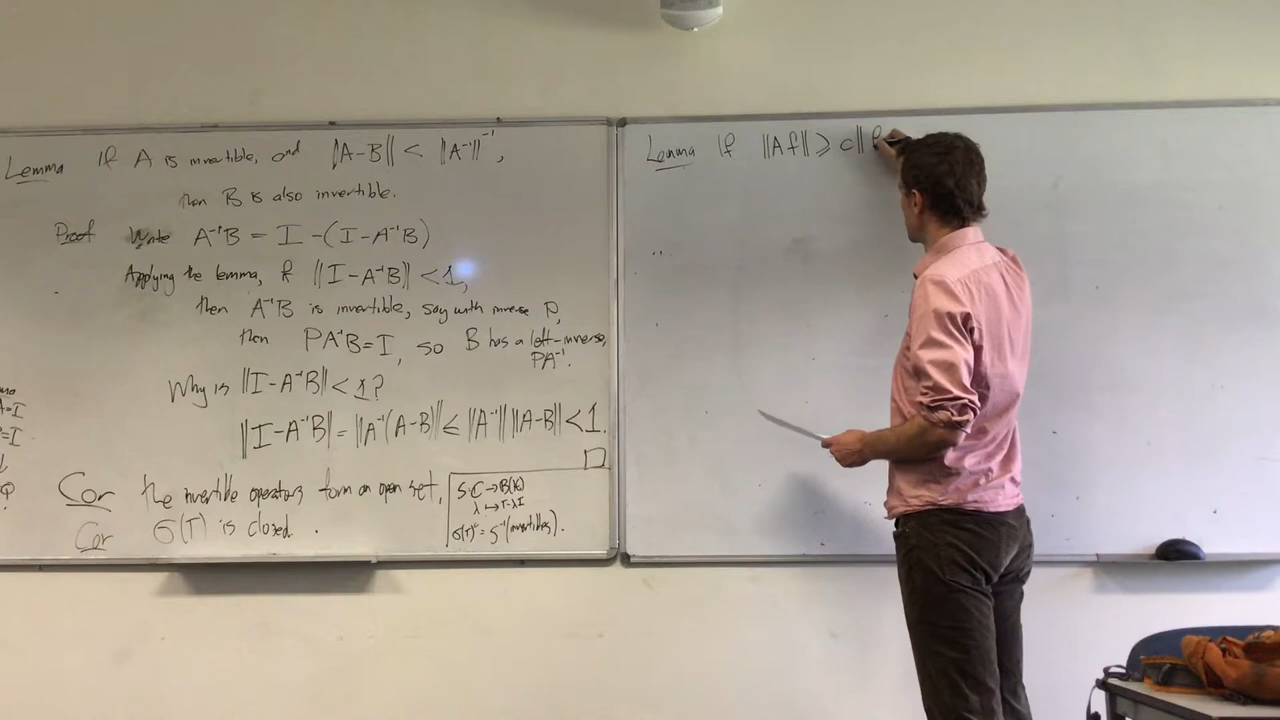 Lemma If A is invertible, and ‖A-B‖ < ‖A⁻¹‖⁻¹,
then B is also invertible.
Proof Write A⁻¹B = I - (I - A⁻¹B)
Applying the lemma, if ‖I - A⁻¹B‖ < 1,
then A⁻¹B is invertible, say with inverse P,
then PA⁻¹B = I, so B has a left-inverse,
PA⁻¹.
Why is ‖I - A⁻¹B‖ < 1?
‖I - A⁻¹B‖ = ‖A⁻¹(A-B)‖ ≤ ‖A⁻¹‖ ‖A-B‖ < 1.
Cor the invertible operators form an open set.
Cor σ(T) is closed.
S: C → B(H)
λ ↦ T-λI
σ(T)ᶜ = S⁻¹(invertibles).
Lemma If ‖Af‖ ≥ c‖f